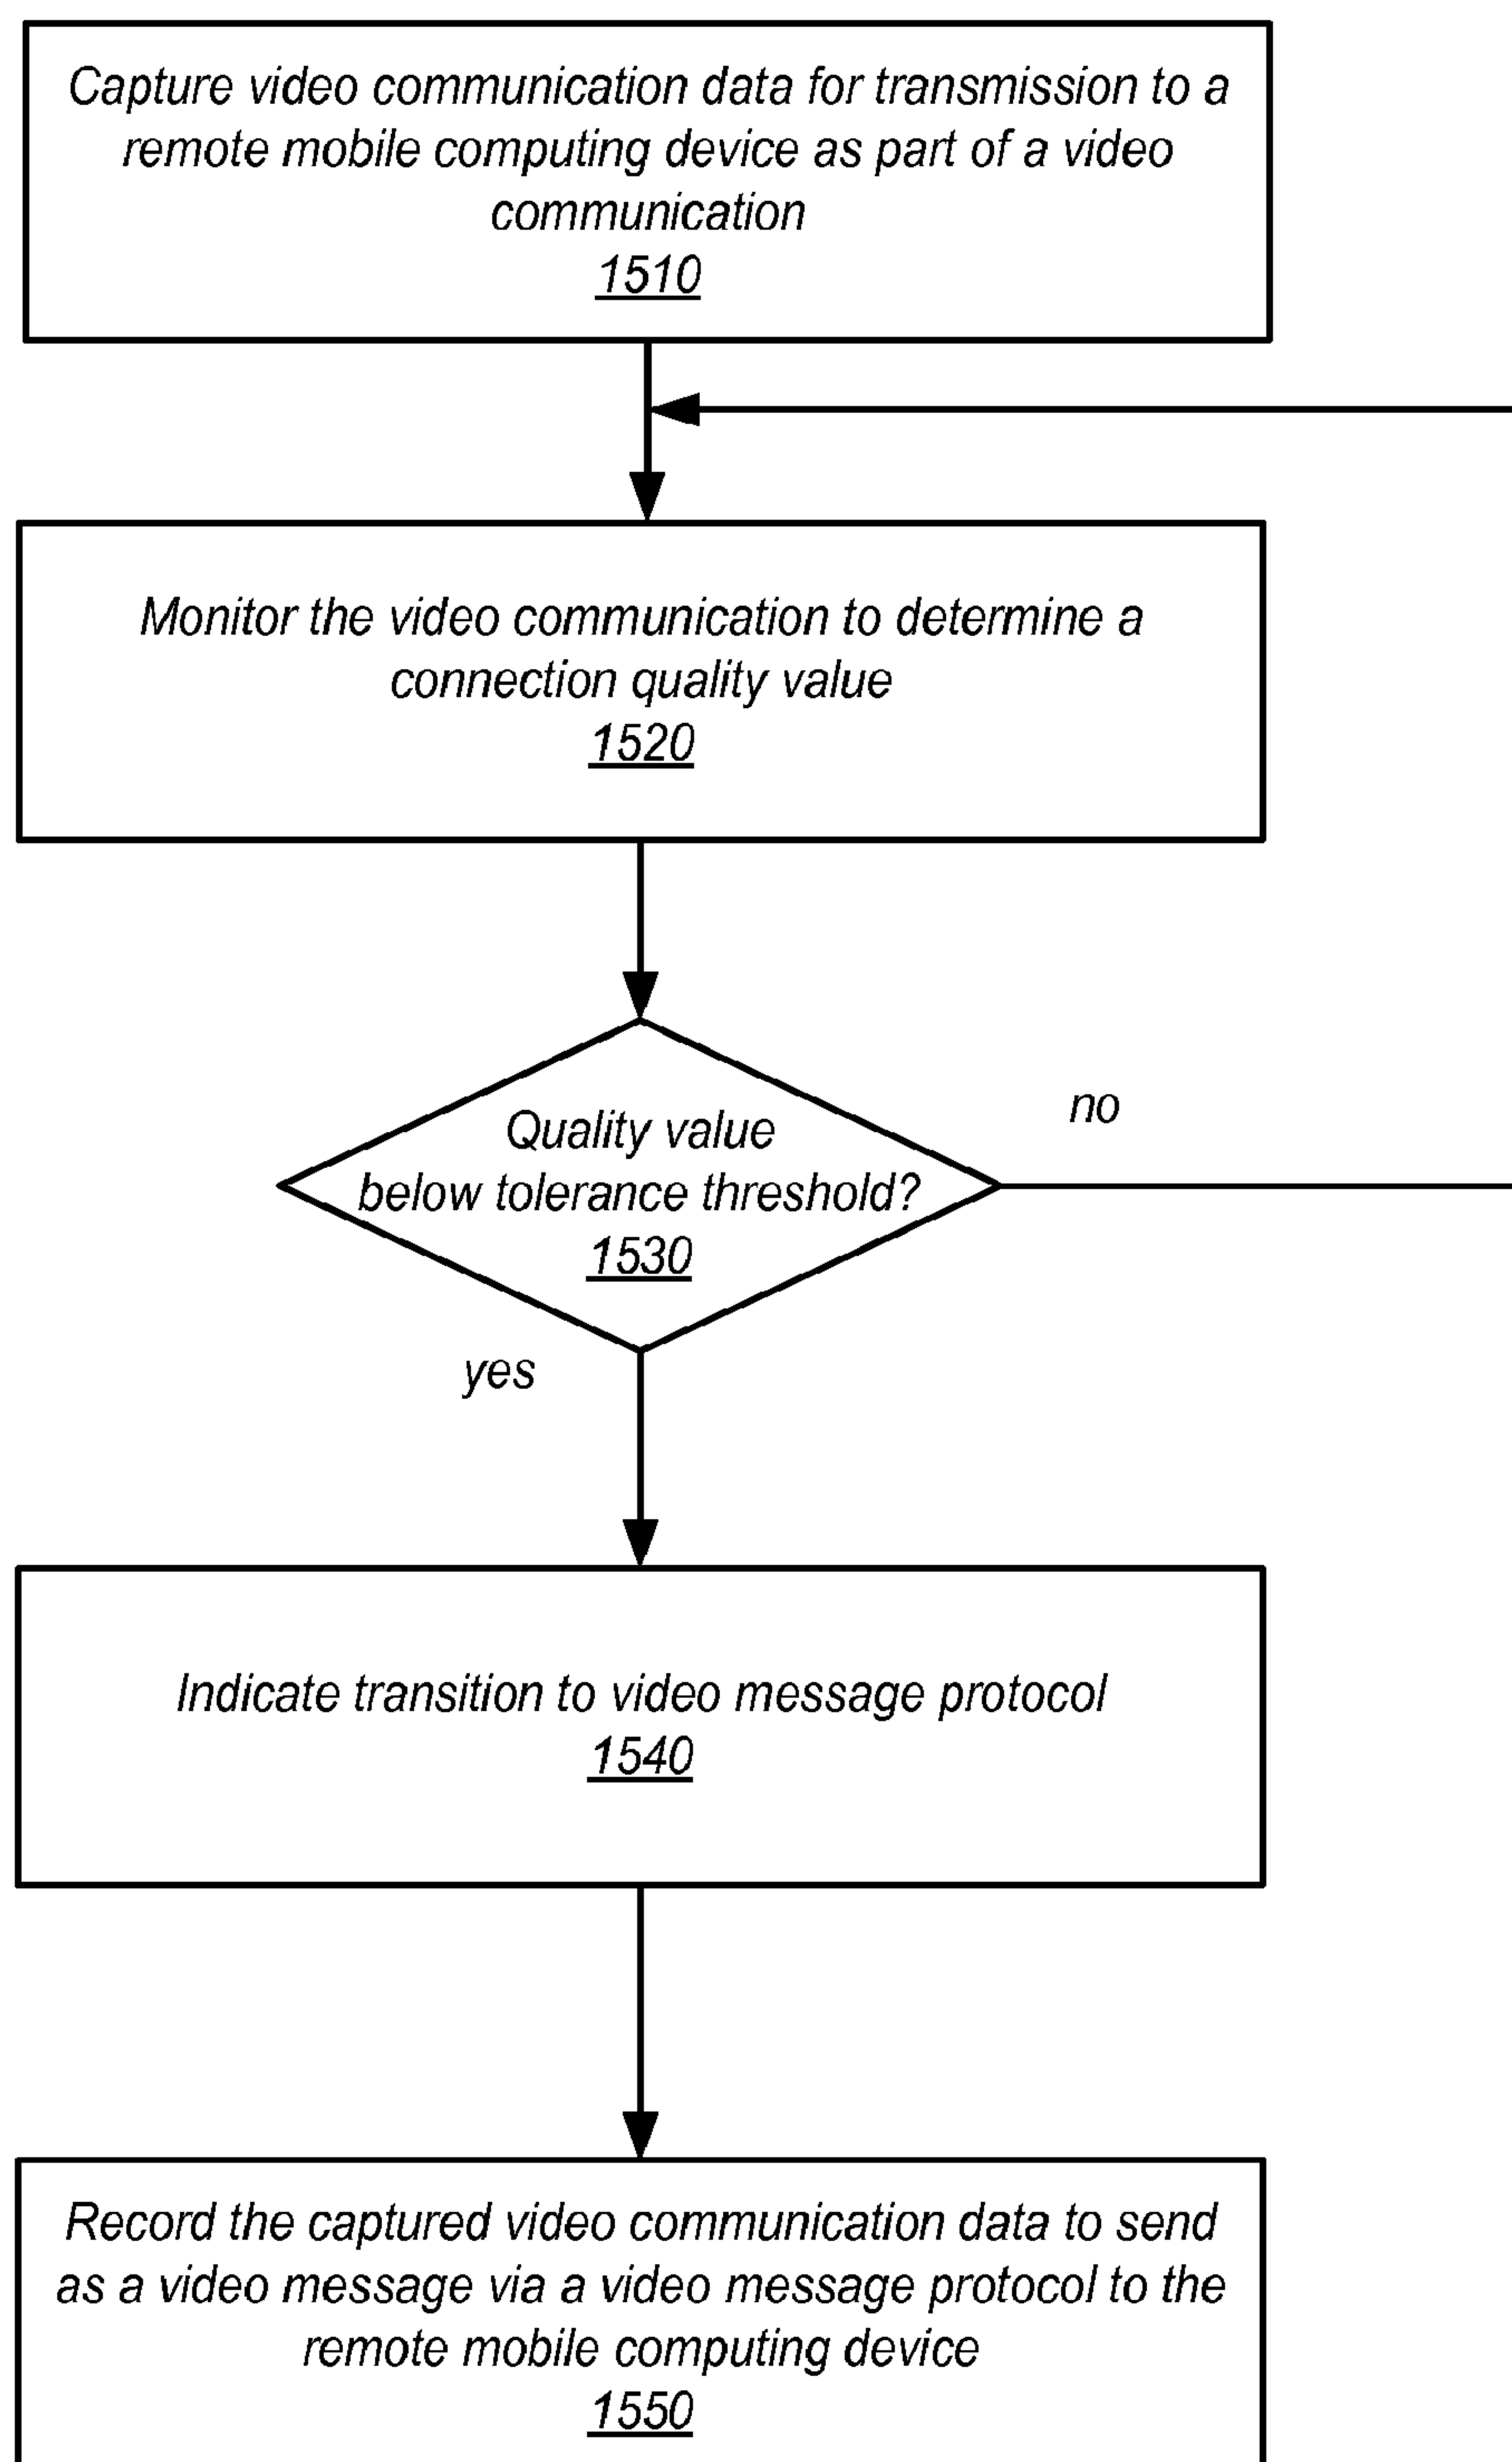 Capture video communication data for transmission to a
remote mobile computing device as part of a video
communication
1510
Monitor the video communication to determine a
connection quality value
1520
Quality value
below tolerance threshold?
1530
no
yes
Indicate transition to video message protocol
1540
Record the captured video communication data to send
as a video message via a video message protocol to the
remote mobile computing device
1550